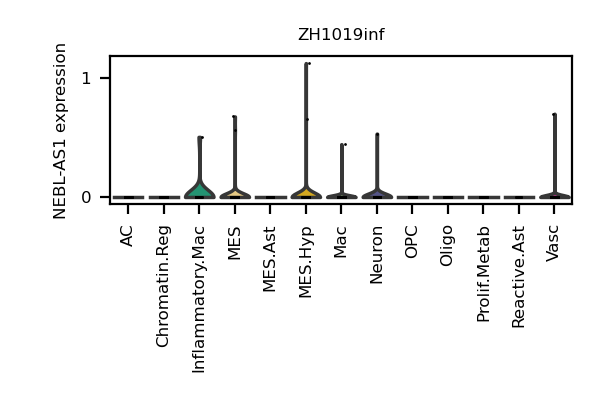 ZH1019inf
NEBL-AS1 expression
1
0
AC
Chromatin.Reg
Inflammatory.Mac
MES
MES.Ast
MES.Hyp
Mac
Neuron
OPC
Oligo
Prolif.Metab
Reactive.Ast
Vasc